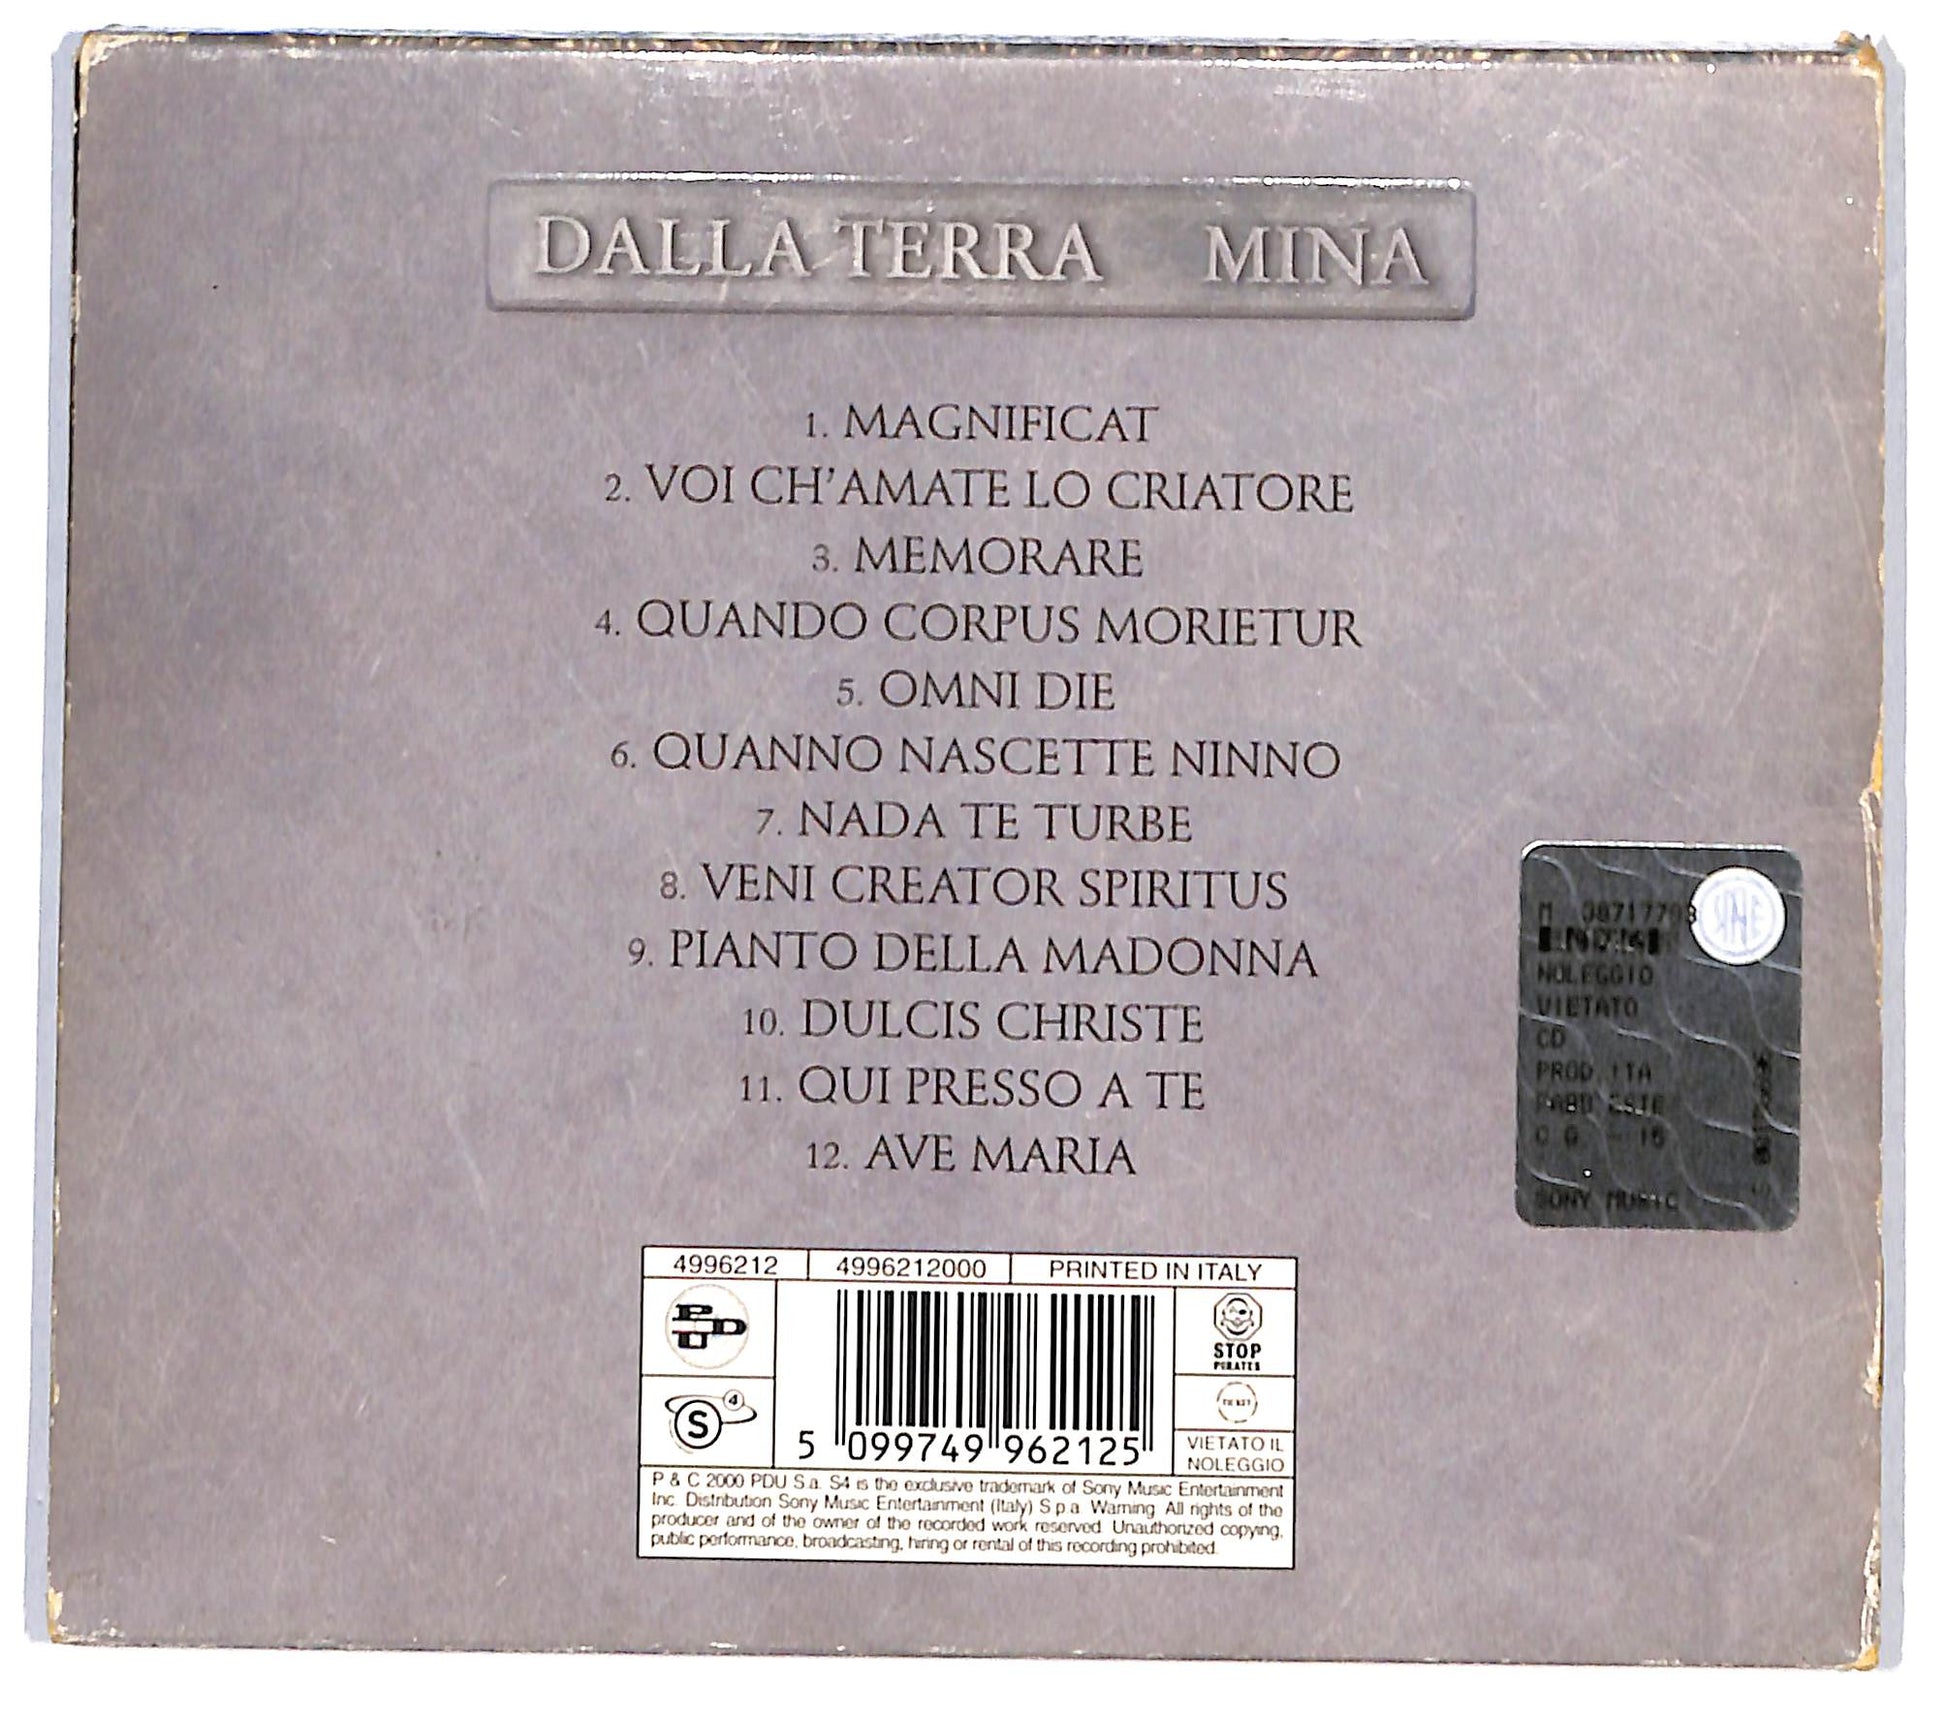 DALLA TERRA MINA
1. MAGNIFICAT
2. VOI CH'AMATE LO CRIATORE
3. MEMORARE
4. QUANDO CORPUS MORIETUR
5. OMNI DIE
6. QUANNO NASCETTE NINNO
7. NADA TE TURBE
8. VENI CREATOR SPIRITUS
9. PIANTO DELLA MADONNA
10. DULCIS CHRISTE
11. QUI PRESSO A TE
12. AVE MARIA
NOLEGGIO
VIETATO
CD
PROD.ITA
SONY MUSIC
4996212 4996212000 PRINTED IN ITALY
PDU
S4
5 099749 962125
STOP
PIRATES
VIETATO IL
NOLEGGIO
P & C 2000 PDU S.a. S4 is the exclusive trademark of Sony Music Entertainment
Inc. Distribution Sony Music Entertainment (Italy) S.p.a. Warning. All rights of the
producer and of the owner of the recorded work reserved. Unauthorized copying,
public performance, broadcasting, hiring or rental of this recording prohibited.